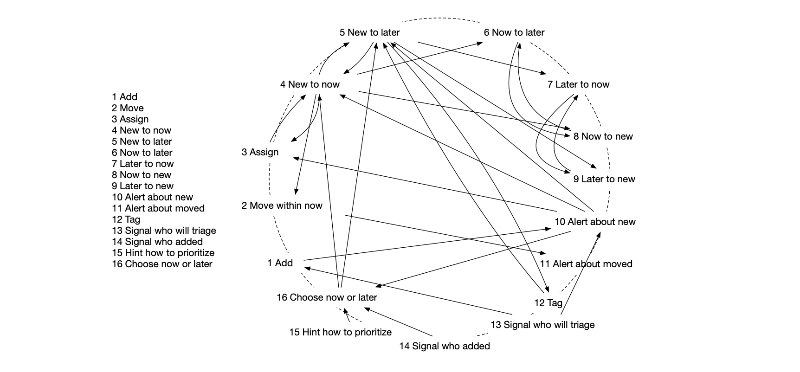 1 Add
2 Move
3 Assign
4 New to now
5 New to later
6 Now to later
7 Later to now
8 Now to new
9 Later to new
10 Alert about new
11 Alert about moved
12 Tag
13 Signal who will triage
14 Signal who added
15 Hint how to prioritize
16 Choose now or later
5 New to later
6 Now to later
4 New to now
7 Later to now
8 Now to new
3 Assign
9 Later to new
2 Move within now
10 Alert about new
1 Add
11 Alert about moved
16 Choose now or later
12 Tag
13 Signal who will triage
15 Hint how to prioritize
14 Signal who added